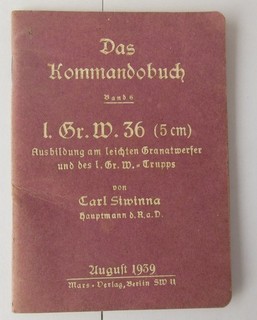 Das
Kommandobuch
Band 6
l. Gr. W. 36 (5 cm)
Ausbildung am leichten Granatwerfer
und des l. Gr. W.-Trupps
von
Carl Siwinna
Hauptmann d. R. a. D.
August 1939
Mars-Verlag, Berlin SW 11